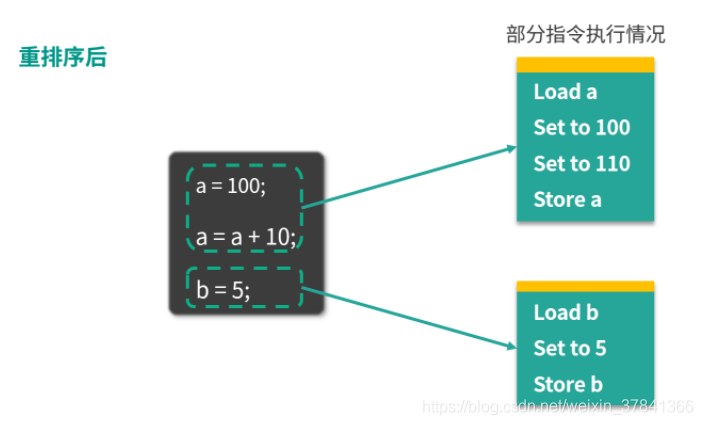 重排序后
部分指令执行情况
a = 100;
a = a + 10;
b = 5;
Load a
Set to 100
Set to 110
Store a
Load b
Set to 5
Store b
https://blog.csdn.net/weixin_37841366